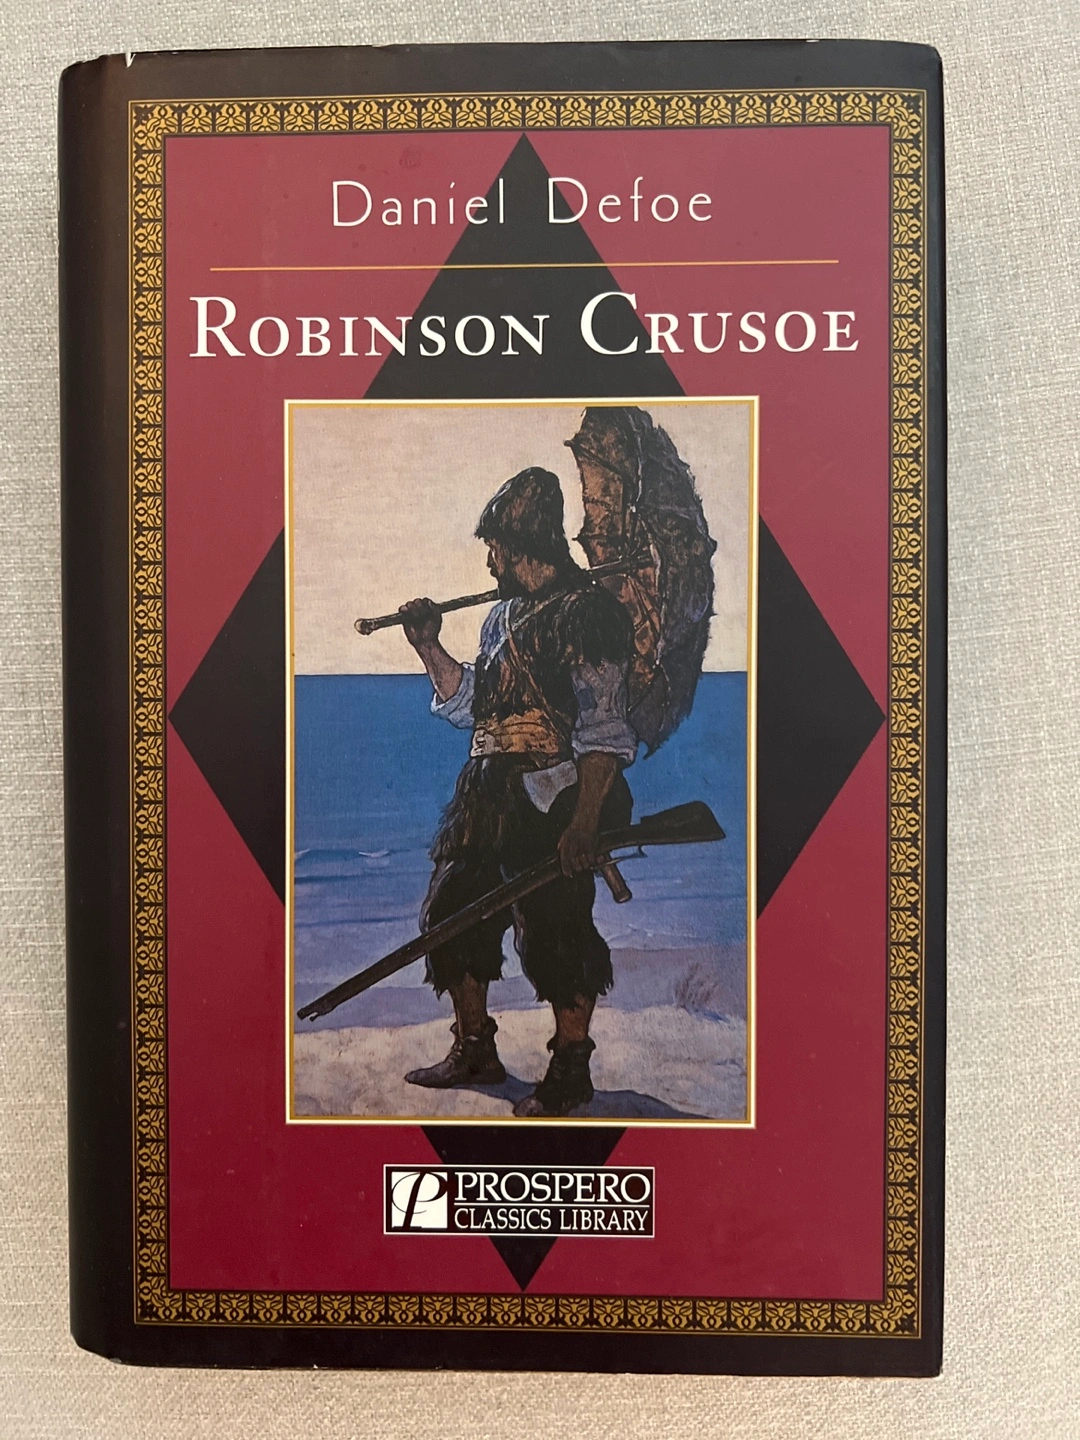 Daniel Defoe
ROBINSON CRUSOE
P PROSPERO
CLASSICS LIBRARY